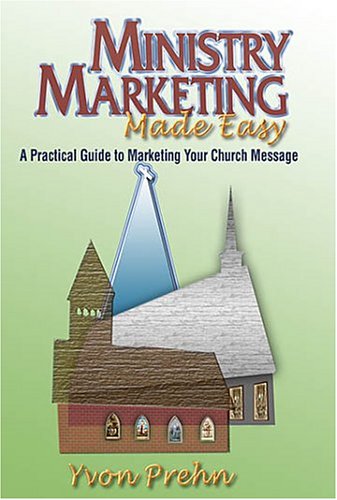 MINISTRY
MARKETING
Made Easy
A Practical Guide to Marketing Your Church Message
Yvon Prehn